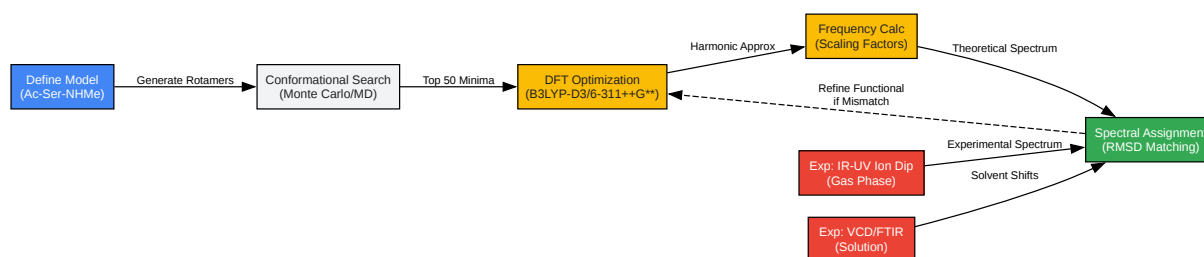 Define Model
(Ac-Ser-NHMe)
Generate Rotamers
Conformational Search
(Monte Carlo/MD)
Top 50 Minima
DFT Optimization
(B3LYP-D3/6-311++G**)
Harmonic Approx
Frequency Calc
(Scaling Factors)
Theoretical Spectrum
Refine Functional
if Mismatch
Spectral Assignment
(RMSD Matching)
Exp: IR-UV Ion Dip
(Gas Phase)
Experimental Spectrum
Solvent Shifts
Exp: VCD/FTIR
(Solution)